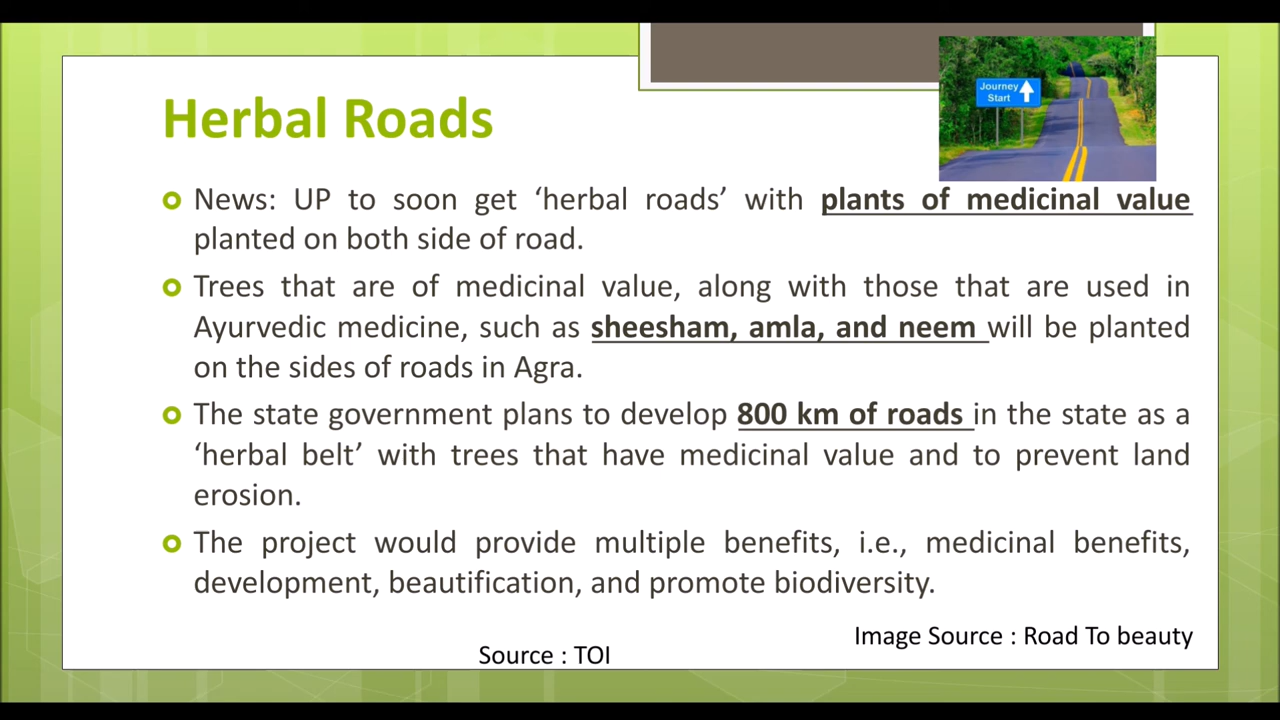 Journey
Start
Herbal Roads
News: UP to soon get ‘herbal roads’ with plants of medicinal value
planted on both side of road.
Trees that are of medicinal value, along with those that are used in
Ayurvedic medicine, such as sheesham, amla, and neem will be planted
on the sides of roads in Agra.
The state government plans to develop 800 km of roads in the state as a
‘herbal belt’ with trees that have medicinal value and to prevent land
erosion.
The project would provide multiple benefits, i.e., medicinal benefits,
development, beautification, and promote biodiversity.
Image Source : Road To beauty
Source : TOI